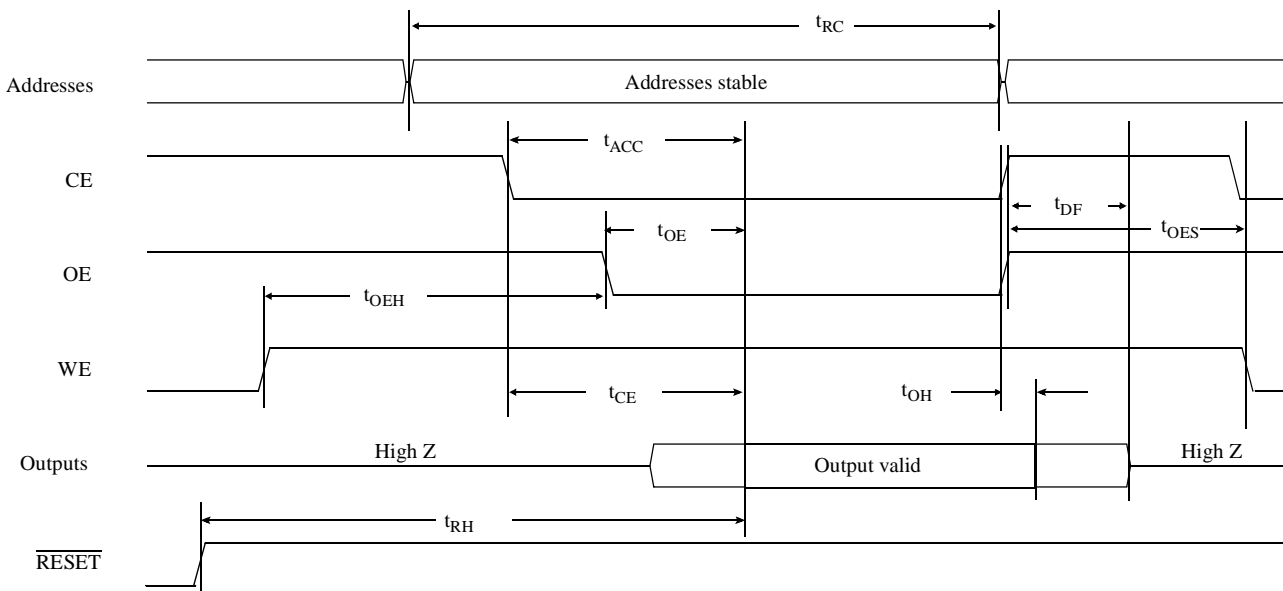 tRC
Addresses
Addresses stable
tACC
CE
tDF
tOE
tOES
OE
tOEH
WE
tCE
tOH
High Z
Outputs
Output valid
High Z
tRH
RESET